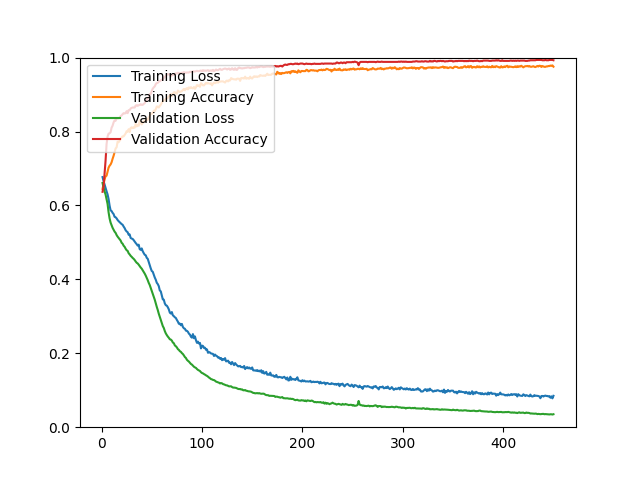 1.0
0.8
0.6
0.4
0.2
0.0
Training Loss
Training Accuracy
Validation Loss
Validation Accuracy
0 100 200 300 400